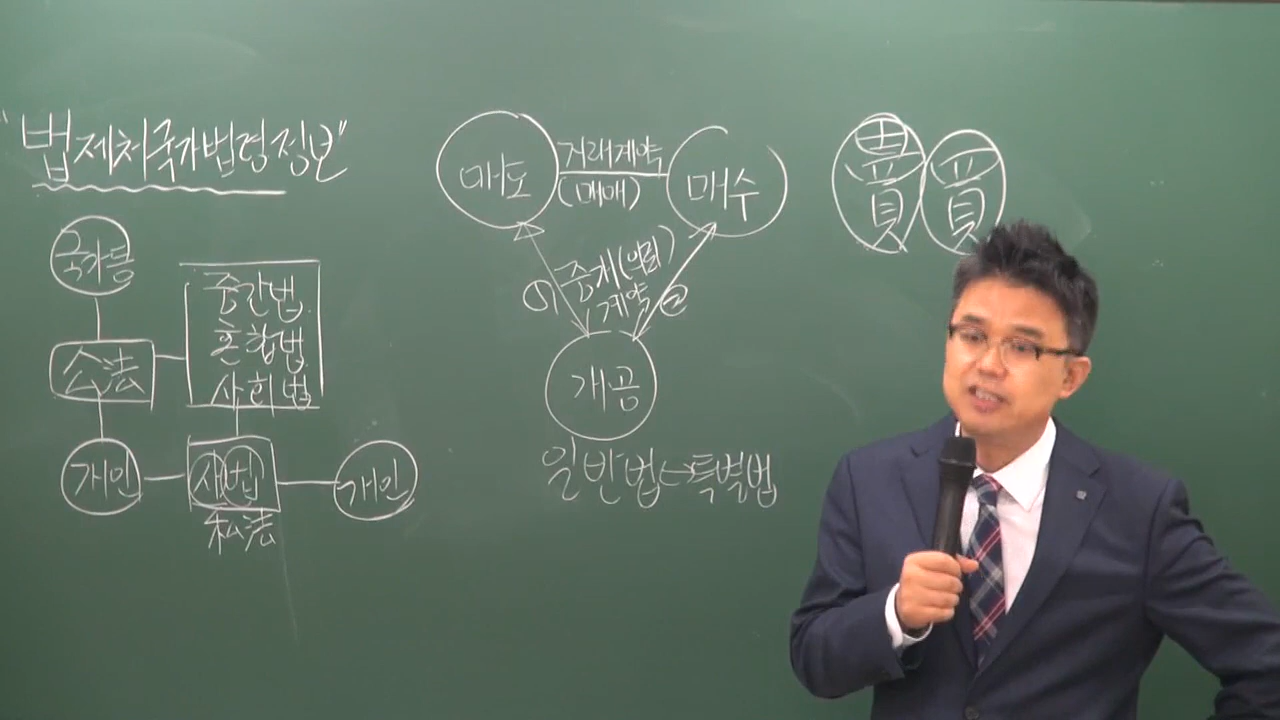 "법제처국가법령정보"
국가등
公法
중간법
혼합법
사회법
개인
사법
개인
私法
매도
거래계약
(매매)
매수
① 중개(의뢰)
계약 ②
개공
일반법↔특별법
賣 買